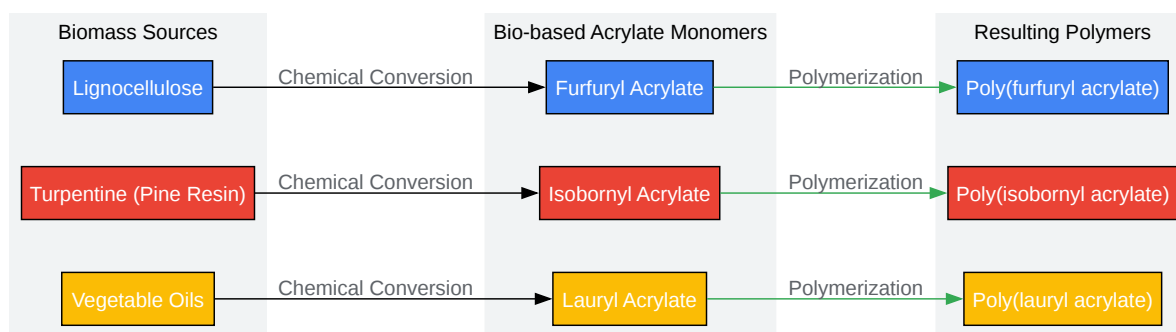 Biomass Sources
Bio-based Acrylate Monomers
Resulting Polymers
Lignocellulose
Chemical Conversion
Furfuryl Acrylate
Polymerization
Poly(furfuryl acrylate)
Turpentine (Pine Resin)
Chemical Conversion
Isobornyl Acrylate
Polymerization
Poly(isobornyl acrylate)
Vegetable Oils
Chemical Conversion
Lauryl Acrylate
Polymerization
Poly(lauryl acrylate)